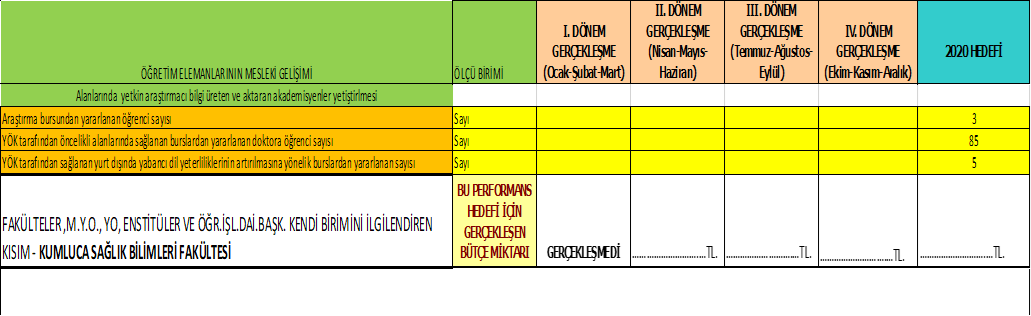 ÖĞRETİM ELEMANLARININ MESLEKİ GELİŞİMİ
ÖLÇÜ BİRİMİ
I. DÖNEM
GERÇEKLEŞME
(Ocak-Şubat-Mart)
II. DÖNEM
GERÇEKLEŞME
(Nisan-Mayıs-
Haziran)
III. DÖNEM
GERÇEKLEŞME
(Temmuz-Ağustos-
Eylül)
IV. DÖNEM
GERÇEKLEŞME
(Ekim-Kasım-Aralık)
2020 HEDEFİ
Alanlarında yetkin araştırmacı bilgi üreten ve aktaran akademisyenler yetiştirilmesi
Araştırma bursundan yararlanan öğrenci sayısı
Sayı
3
YÖK tarafından öncelikli alanlarında sağlanan burslardan yararlanan doktora öğrenci sayısı
Sayı
85
YÖK tarafından sağlanan yurt dışında yabancı dil yeterliliklerinin artırılmasına yönelik burslardan yararlanan sayısı
Sayı
5
FAKÜLTELER ,M.Y.O., YO, ENSTİTÜLER VE ÖĞR.İŞL.DAİ.BAŞK. KENDİ BİRİMİNİ İLGİLENDİREN
KISIM - KUMLUCA SAĞLIK BİLİMLERİ FAKÜLTESİ
BU PERFORMANS
HEDEFİ İÇİN
GERÇEKLEŞEN
BÜTÇE MİKTARI
GERÇEKLEŞMEDİ
..............................TL.
..............................TL.
..............................TL.
..............................TL.